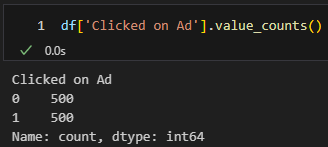 1 df['Clicked on Ad'].value_counts()
0.0s
Clicked on Ad
0 500
1 500
Name: count, dtype: int64